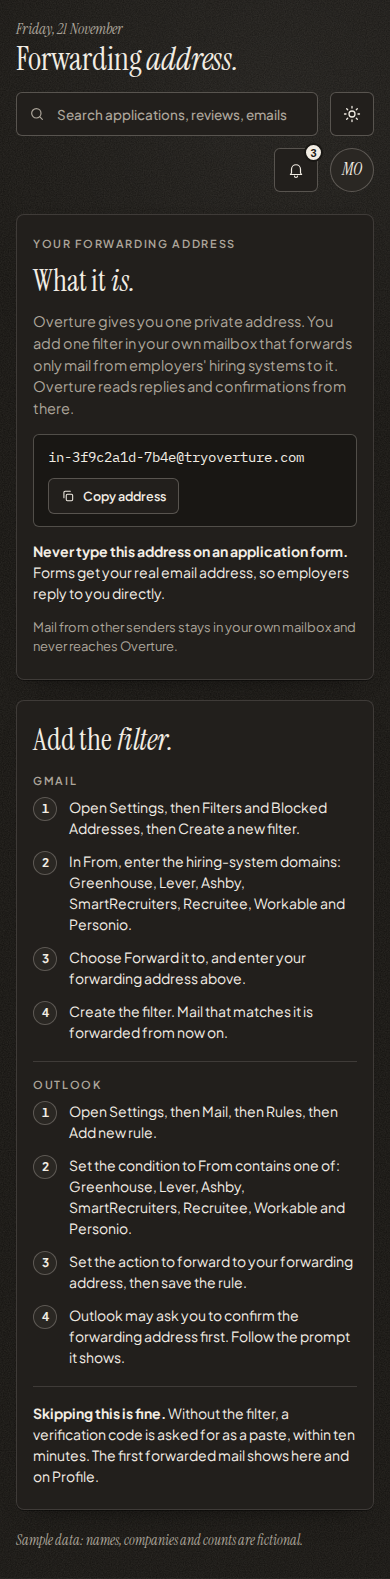 Friday, 21 November
Forwarding address.
Search applications, reviews, emails
3
MO
YOUR FORWARDING ADDRESS
What it is.
Overture gives you one private address. You
add one filter in your own mailbox that forwards
only mail from employers' hiring systems to it.
Overture reads replies and confirmations from
there.
in-3f9c2a1d-7b4e@tryoverture.com
Copy address
Never type this address on an application form.
Forms get your real email address, so employers
reply to you directly.
Mail from other senders stays in your own mailbox and
never reaches Overture.
Add the filter.
GMAIL
1 Open Settings, then Filters and Blocked
Addresses, then Create a new filter.
2 In From, enter the hiring-system domains:
Greenhouse, Lever, Ashby,
SmartRecruiters, Recruitee, Workable and
Personio.
3 Choose Forward it to, and enter your
forwarding address above.
4 Create the filter. Mail that matches it is
forwarded from now on.
OUTLOOK
1 Open Settings, then Mail, then Rules, then
Add new rule.
2 Set the condition to From contains one of:
Greenhouse, Lever, Ashby,
SmartRecruiters, Recruitee, Workable and
Personio.
3 Set the action to forward to your forwarding
address, then save the rule.
4 Outlook may ask you to confirm the
forwarding address first. Follow the prompt
it shows.
Skipping this is fine. Without the filter, a
verification code is asked for as a paste, within ten
minutes. The first forwarded mail shows here and
on Profile.
Sample data: names, companies and counts are fictional.